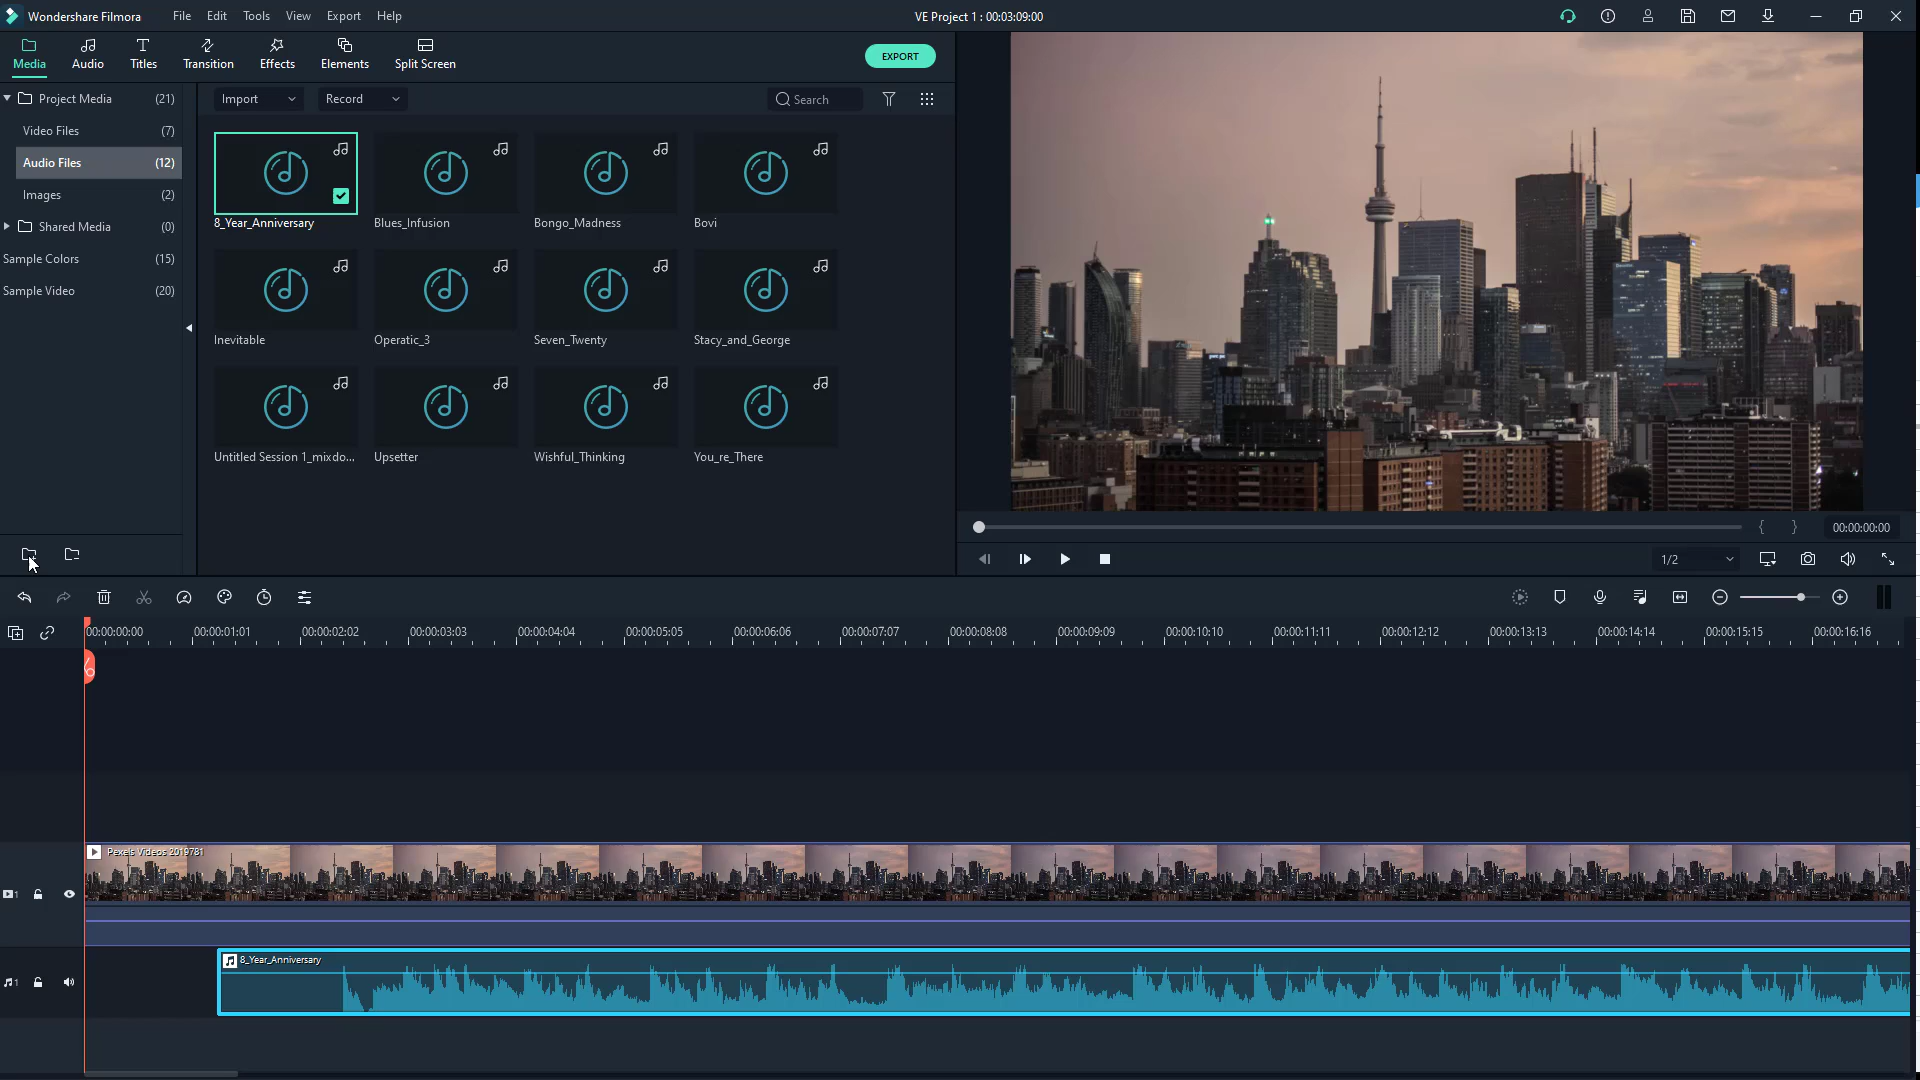 Wondershare Filmora
File Edit Tools View Export Help
VE Project 1 : 00:03:09:00
Media Audio Titles Transition Effects Elements Split Screen
EXPORT
Project Media (21)
Video Files (7)
Audio Files (12)
Images (2)
Shared Media (0)
Sample Colors (15)
Sample Video (20)
Import Record Search
8_Year_Anniversary Blues_Infusion Bongo_Madness Bovi
Inevitable Operatic_3 Seven_Twenty Stacy_and_George
Untitled Session 1_mixdo... Upsetter Wishful_Thinking You_re_There
{ } 00:00:00:00
1/2
00:00:00:00 00:00:01:01 00:00:02:02 00:00:03:03 00:00:04:04 00:00:05:05 00:00:06:06 00:00:07:07 00:00:08:08 00:00:09:09 00:00:10:10 00:00:11:11 00:00:12:12 00:00:13:13 00:00:14:14 00:00:15:15 00:00:16:16
Pexels Videos 2019781
1
8_Year_Anniversary
1